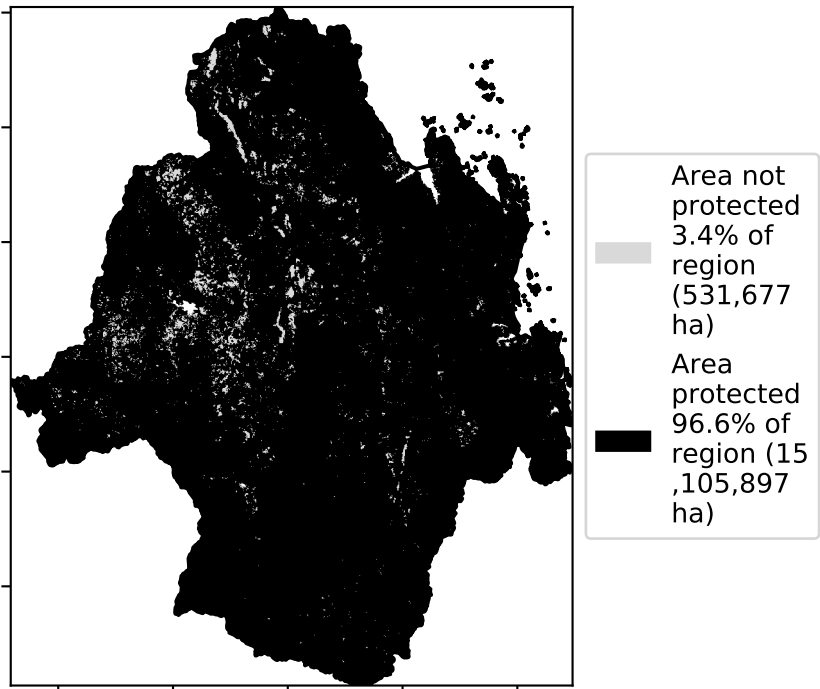 Area not
protected
3.4% of
region
(531,677
ha)
Area
protected
96.6% of
region (15
,105,897
ha)